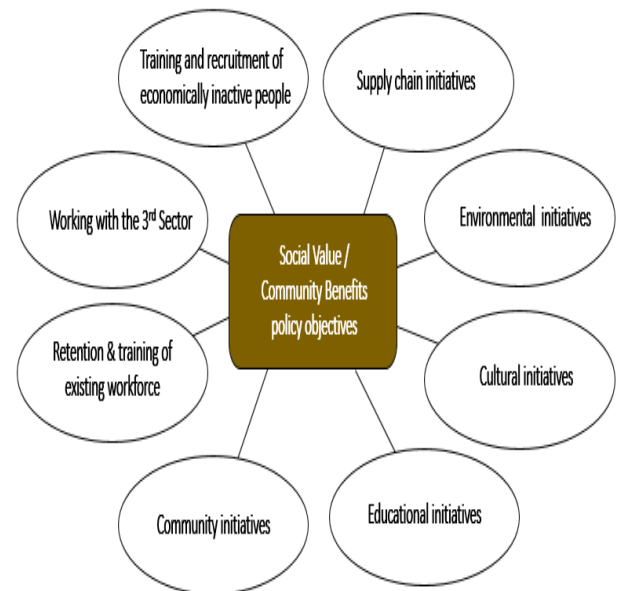 Training and recruitment of
economically inactive people
Supply chain initiatives
Working with the 3rd Sector
Environmental initiatives
Social Value /
Community Benefits
policy objectives
Retention & training of
existing workforce
Cultural initiatives
Community initiatives
Educational initiatives